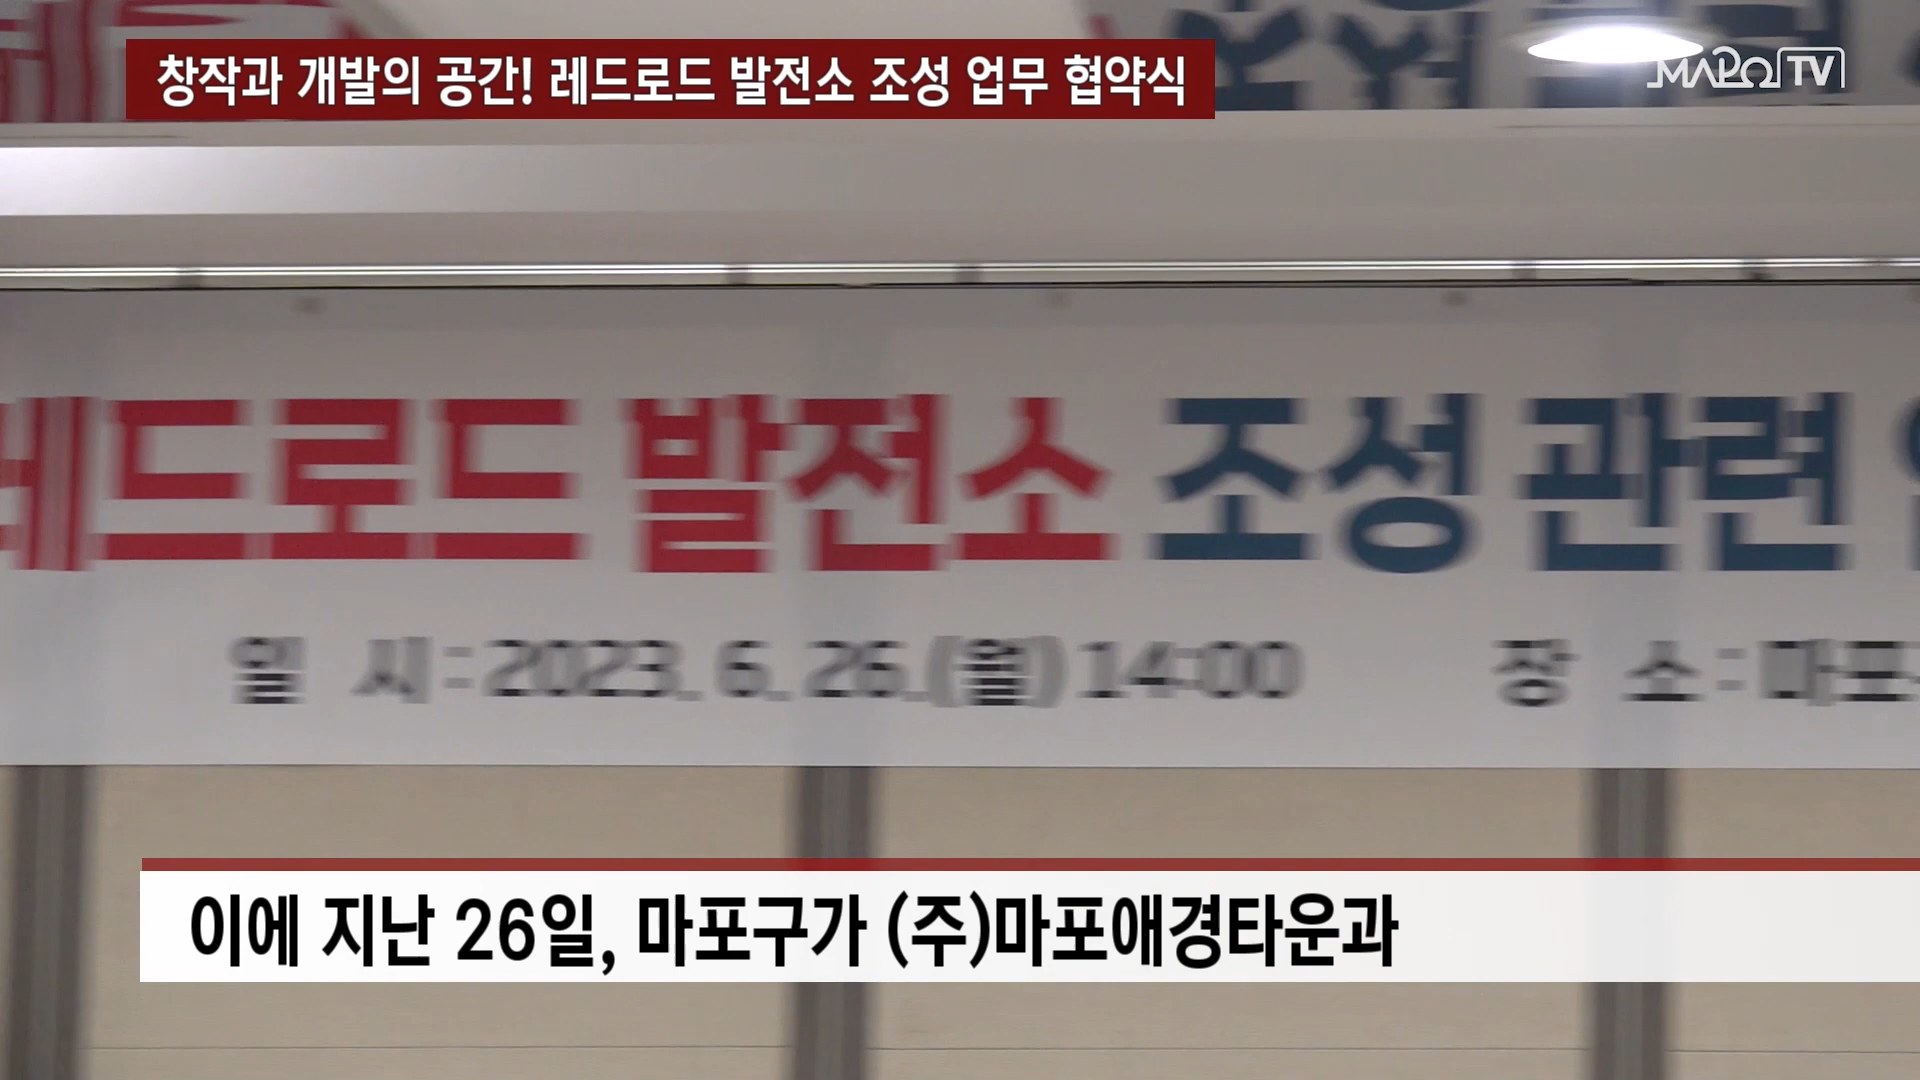 창작과 개발의 공간! 레드로드 발전소 조성 업무 협약식
MAPO TV
레드로드 발전소 조성 관련
일 시 : 2023. 6. 26.(월) 14:00 장 소 : 마포
이에 지난 26일, 마포구가 (주)마포애경타운과